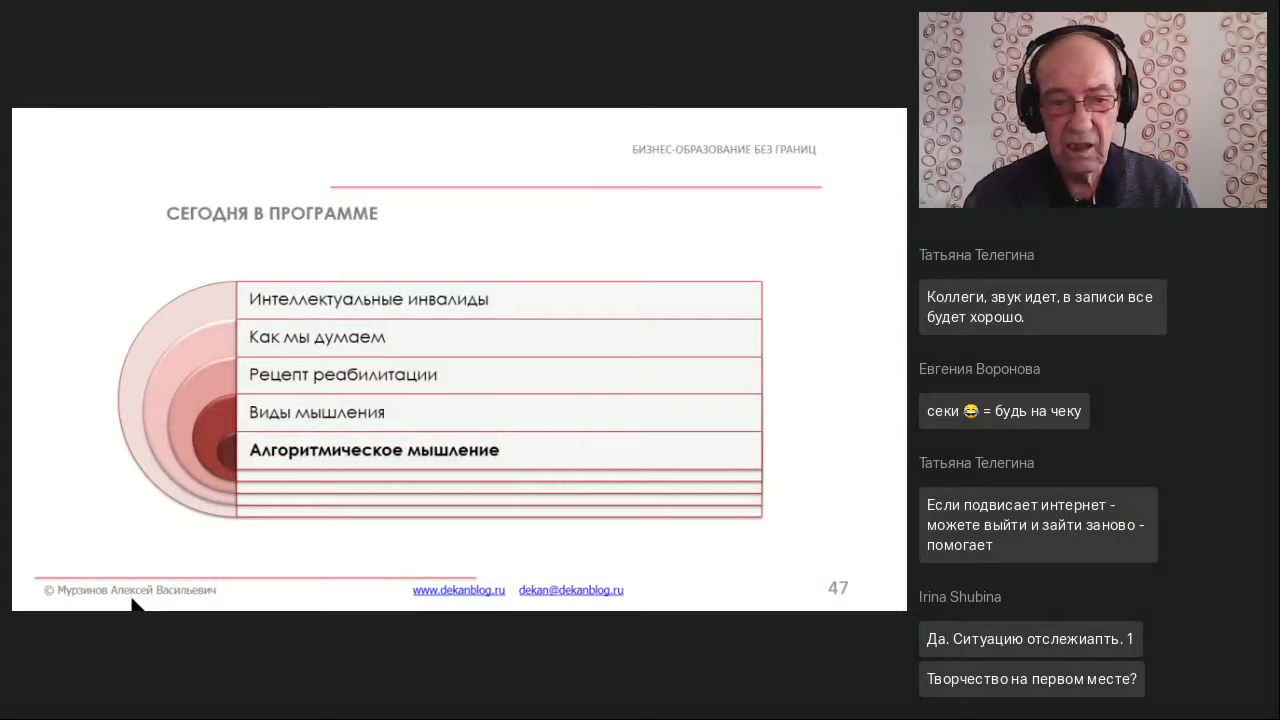 БИЗНЕС-ОБРАЗОВАНИЕ БЕЗ ГРАНИЦ
СЕГОДНЯ В ПРОГРАММЕ
Интеллектуальные инвалиды
Как мы думаем
Рецепт реабилитации
Виды мышления
Алгоритмическое мышление
© Мурзинов Алексей Васильевич
www.dekanblog.ru dekan@dekanblog.ru
47
Татьяна Телегина
Коллеги, звук идет, в записи все
будет хорошо.
Евгения Воронова
секи 😂 = будь на чеку
Татьяна Телегина
Если подвисает интернет -
можете выйти и зайти заново -
помогает
Irina Shubina
Да. Ситуацию отслежиапть. 1
Творчество на первом месте?